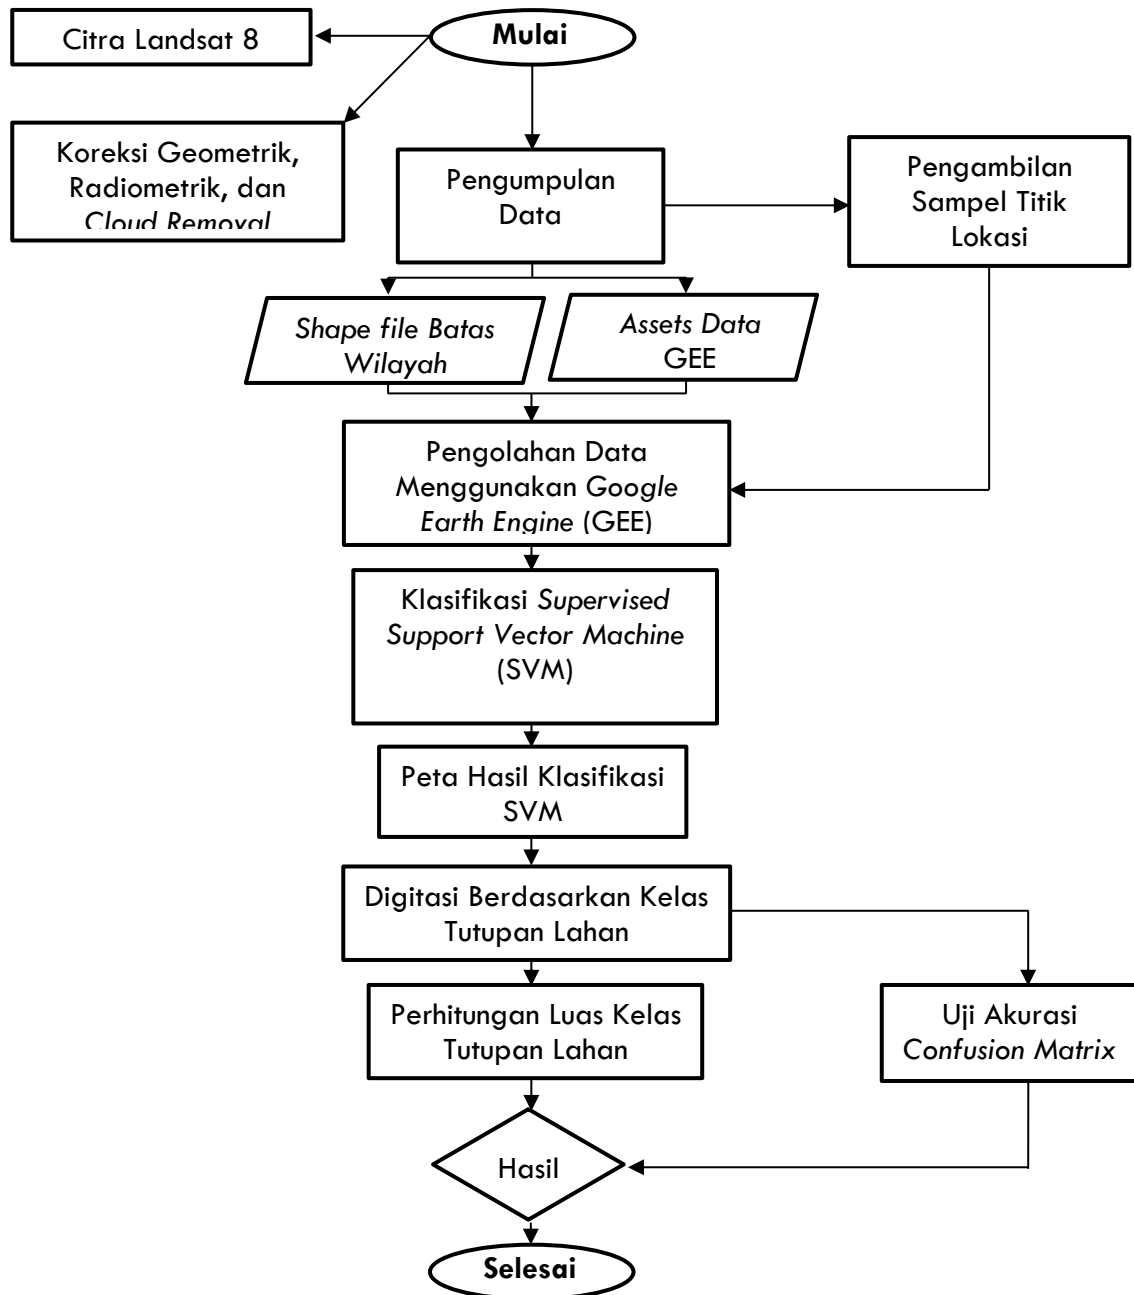 Citra Landsat 8
Mulai
Koreksi Geometrik,
Radiometrik, dan
Cloud Removal
Pengumpulan
Data
Pengambilan
Sampel Titik
Lokasi
Shape file Batas
Wilayah
Assets Data
GEE
Pengolahan Data
Menggunakan Google
Earth Engine (GEE)
Klasifikasi Supervised
Support Vector Machine
(SVM)
Peta Hasil Klasifikasi
SVM
Digitasi Berdasarkan Kelas
Tutupan Lahan
Perhitungan Luas Kelas
Tutupan Lahan
Uji Akurasi
Confusion Matrix
Hasil
Selesai